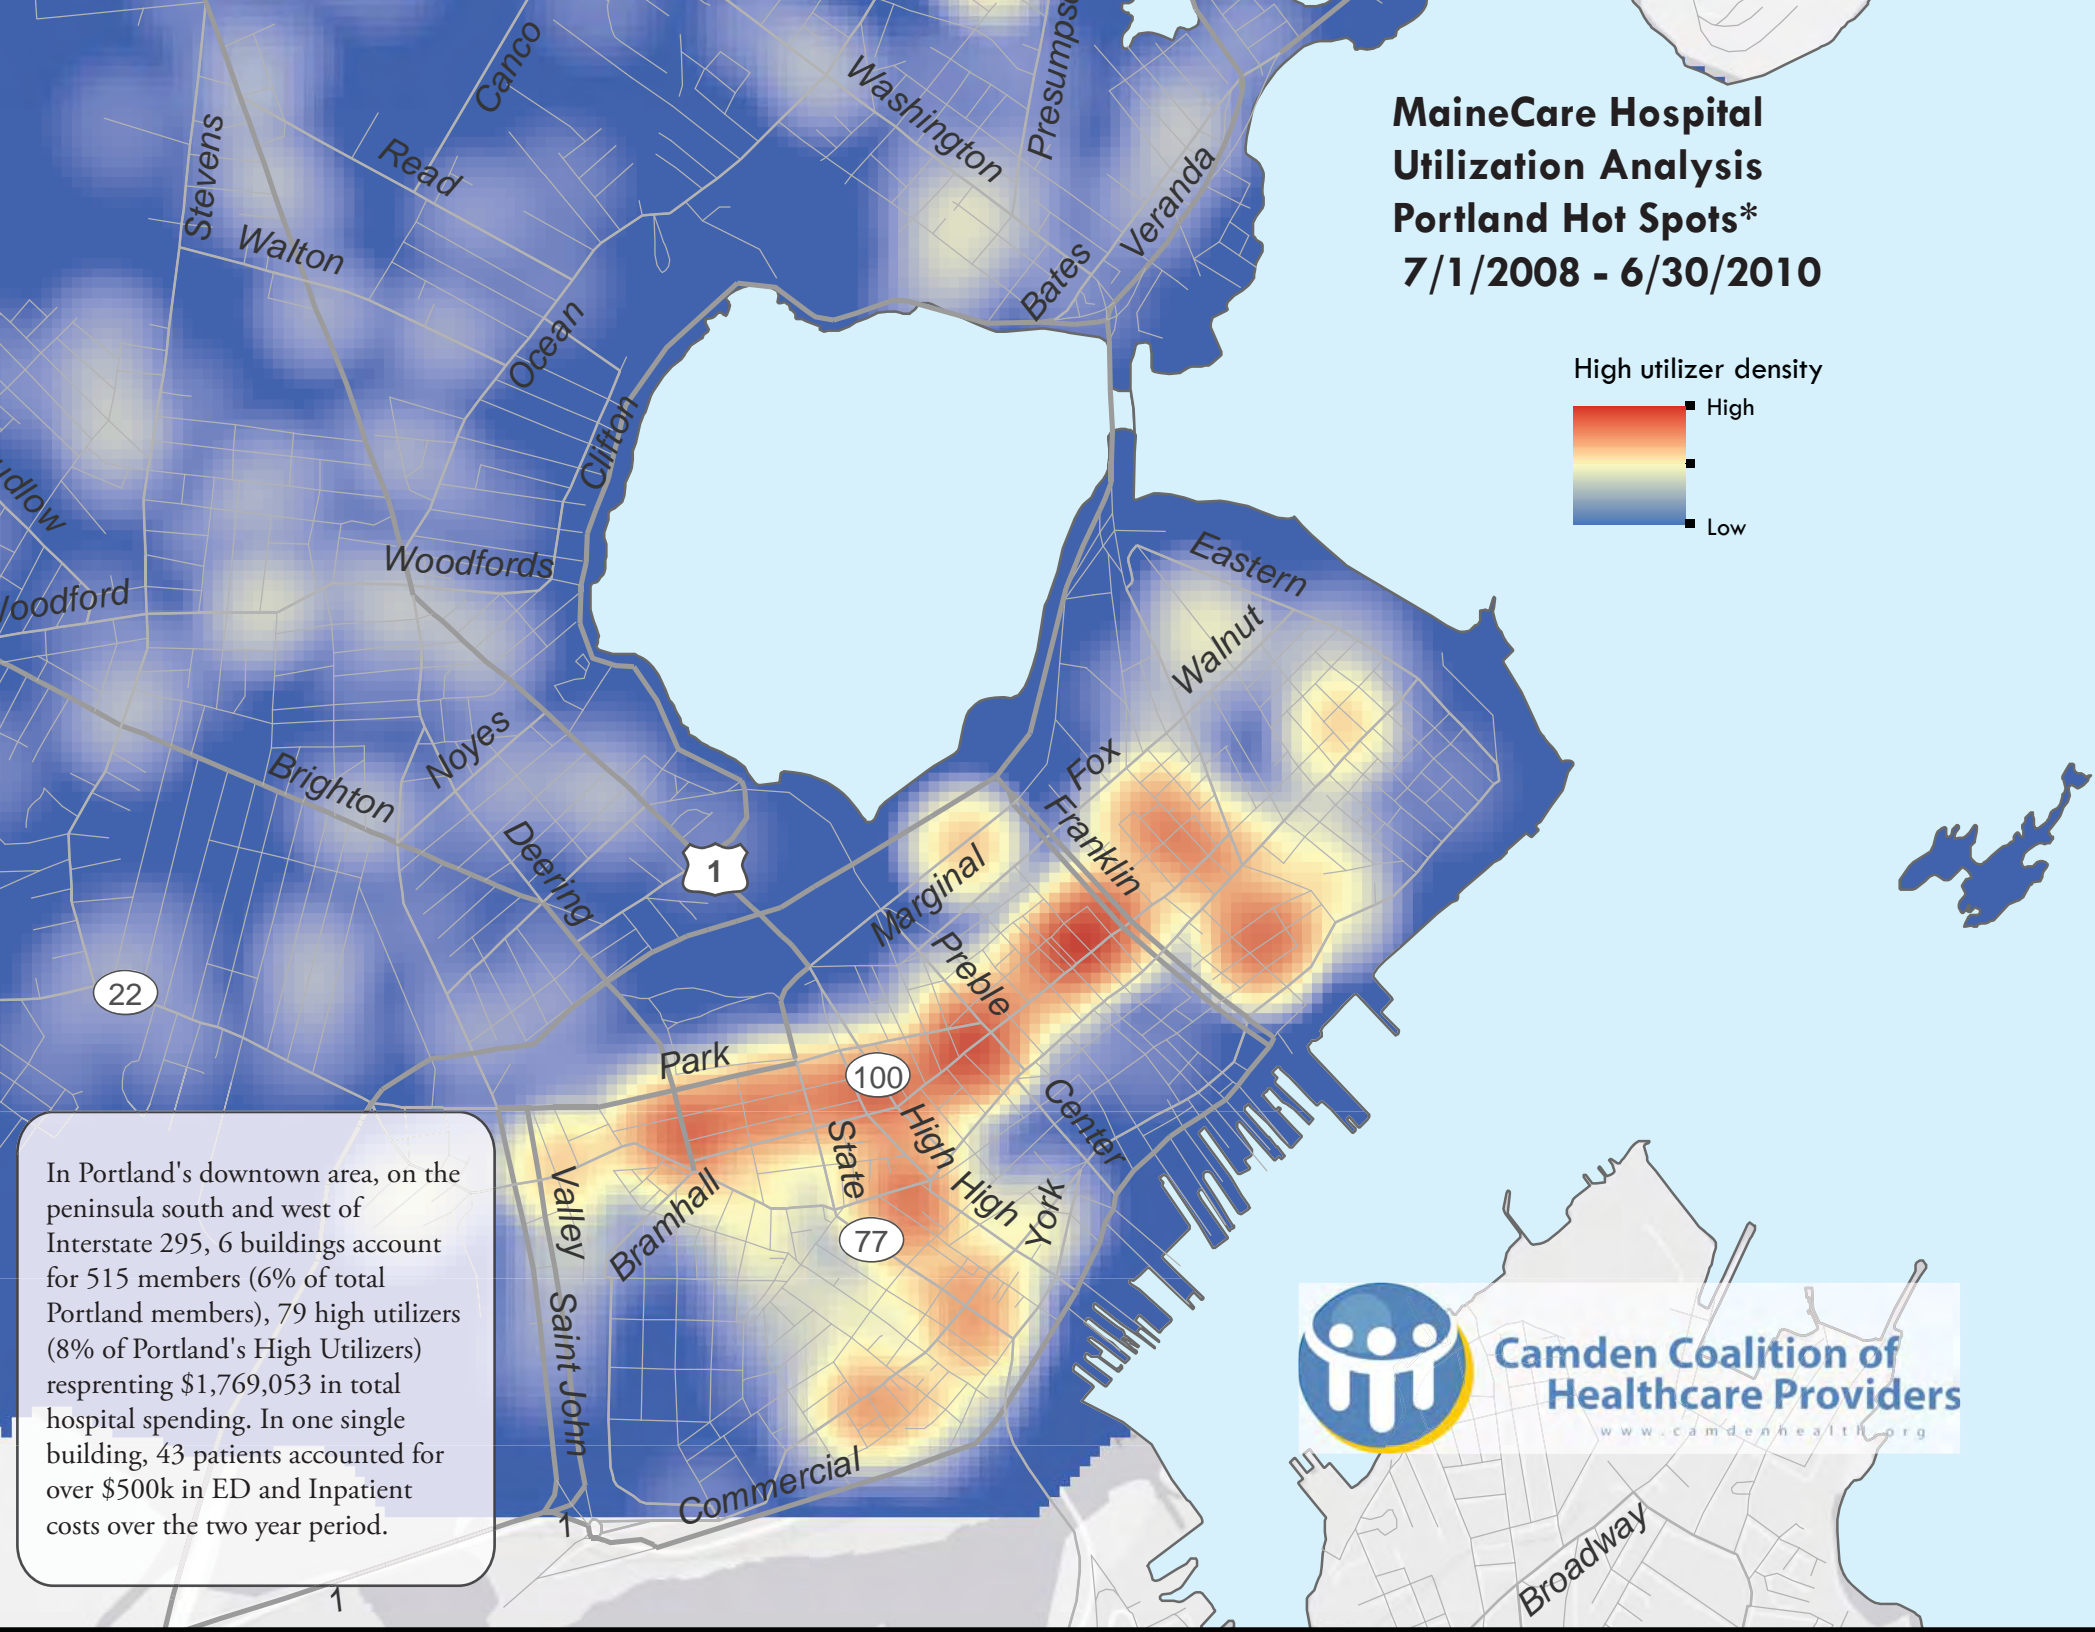 Canco
Presumps
Washington
Stevens
Read
Veranda
Walton
Bates
Ocean
Clifton
MaineCare Hospital
Utilization Analysis
Portland Hot Spots*
7/1/2008 - 6/30/2010
High utilizer density
High
Low
udlow
Woodfords
oodford
Eastern
Walnut
Noyes
Brighton
Fox
Franklin
Deering
1
Marginal
Preble
22
Park
100
Center
State
High
High
York
Valley
Bramhall
77
Saint John
Commercial
1
1
Broadway
In Portland's downtown area, on the
peninsula south and west of
Interstate 295, 6 buildings account
for 515 members (6% of total
Portland members), 79 high utilizers
(8% of Portland's High Utilizers)
resprenting $1,769,053 in total
hospital spending. In one single
building, 43 patients accounted for
over $500k in ED and Inpatient
costs over the two year period.
Camden Coalition of
Healthcare Providers
www.camdenhealth.org